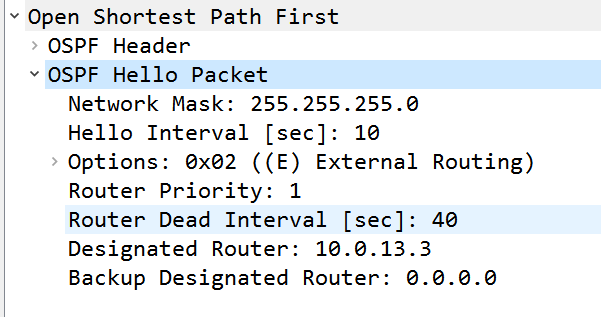 Open Shortest Path First
OSPF Header
OSPF Hello Packet
Network Mask: 255.255.255.0
Hello Interval [sec]: 10
Options: 0x02 ((E) External Routing)
Router Priority: 1
Router Dead Interval [sec]: 40
Designated Router: 10.0.13.3
Backup Designated Router: 0.0.0.0